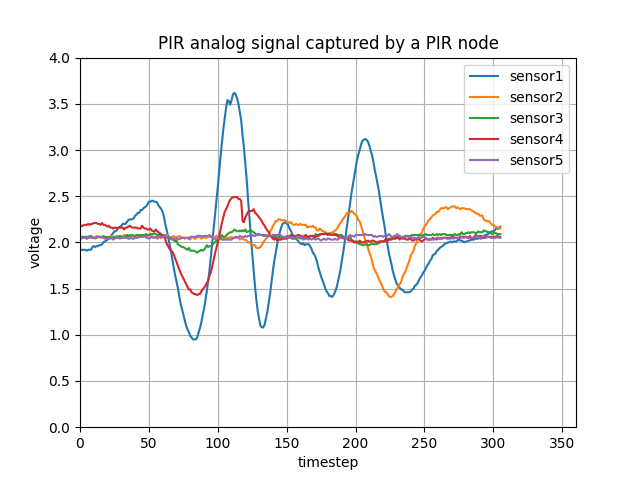 PIR analog signal captured by a PIR node
4.0
3.5
3.0
2.5
2.0
1.5
1.0
0.5
0.0
voltage
sensor1
sensor2
sensor3
sensor4
sensor5
0 50 100 150 200 250 300 350
timestep